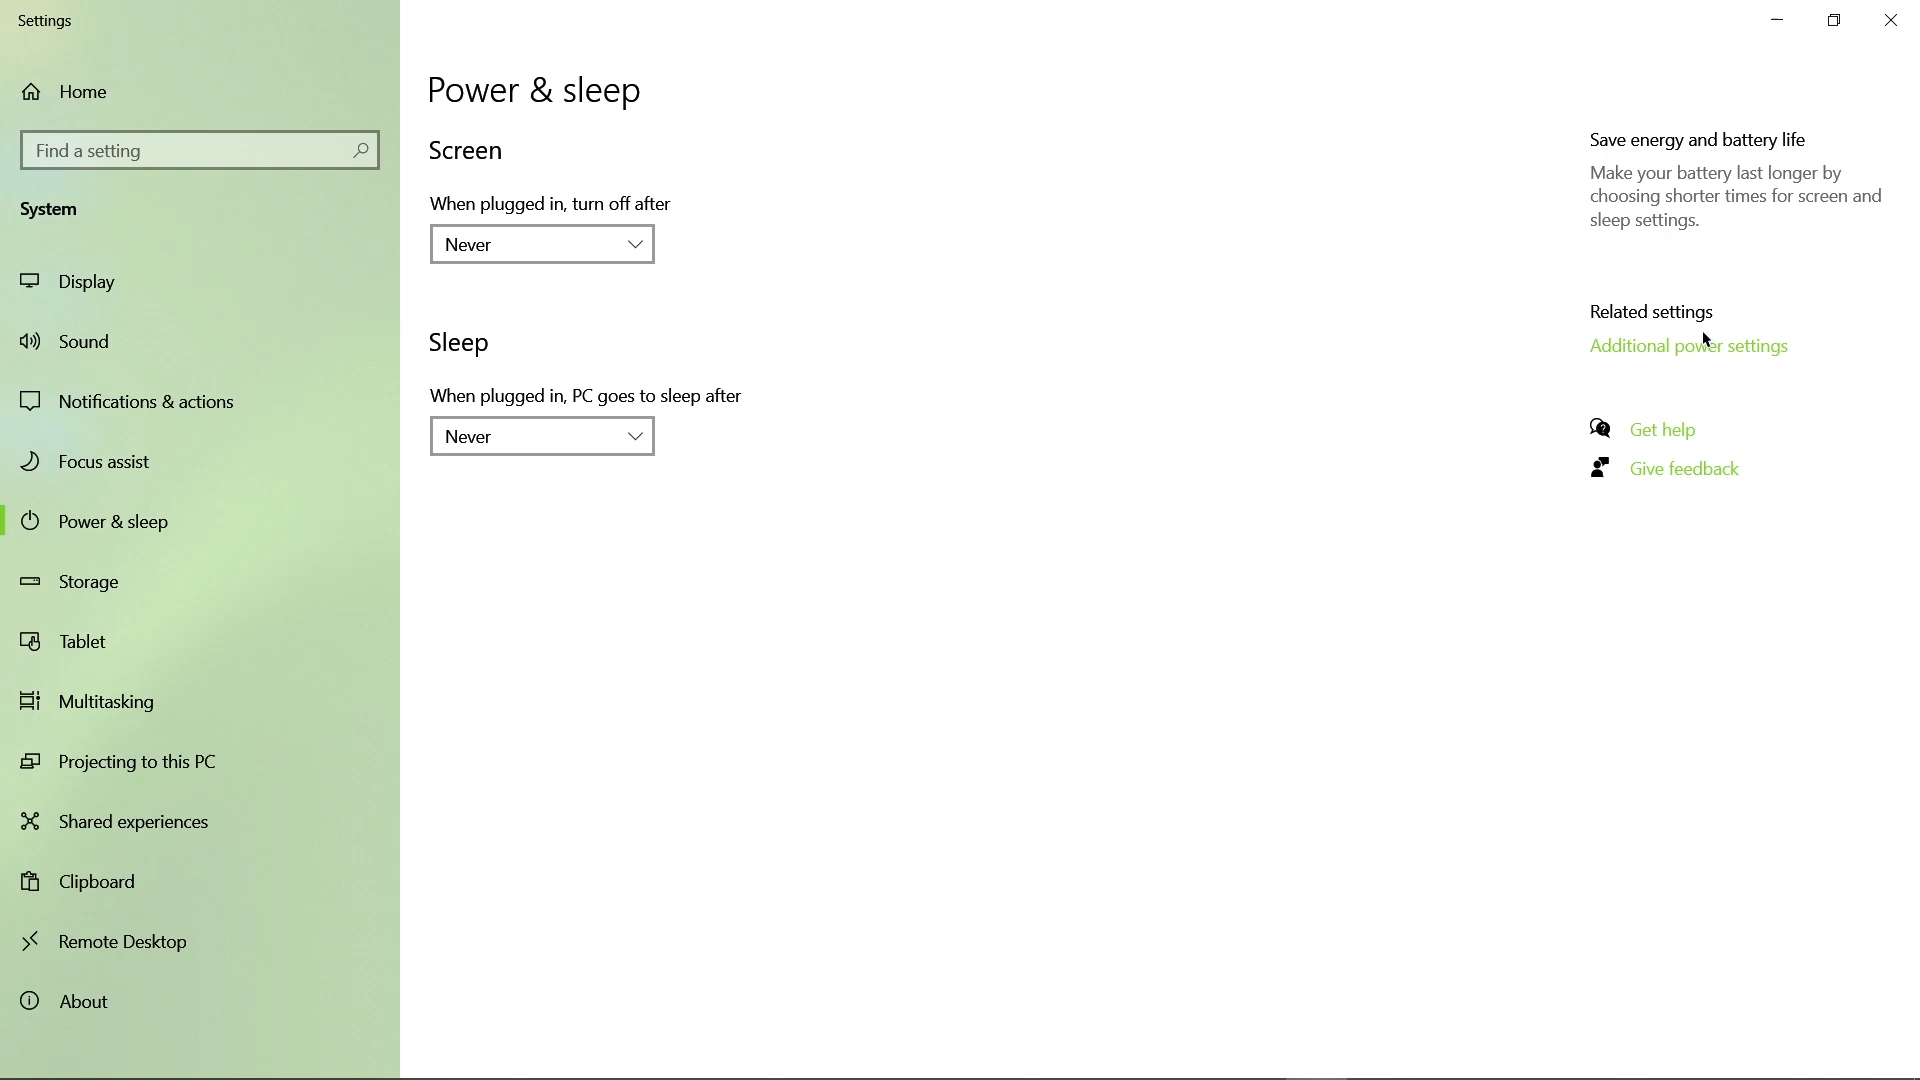 Settings
Home
Find a setting
System
Display
Sound
Notifications & actions
Focus assist
Power & sleep
Storage
Tablet
Multitasking
Projecting to this PC
Shared experiences
Clipboard
Remote Desktop
About
Power & sleep
Screen
When plugged in, turn off after
Never
Sleep
When plugged in, PC goes to sleep after
Never
Save energy and battery life
Make your battery last longer by
choosing shorter times for screen and
sleep settings.
Related settings
Additional power settings
Get help
Give feedback